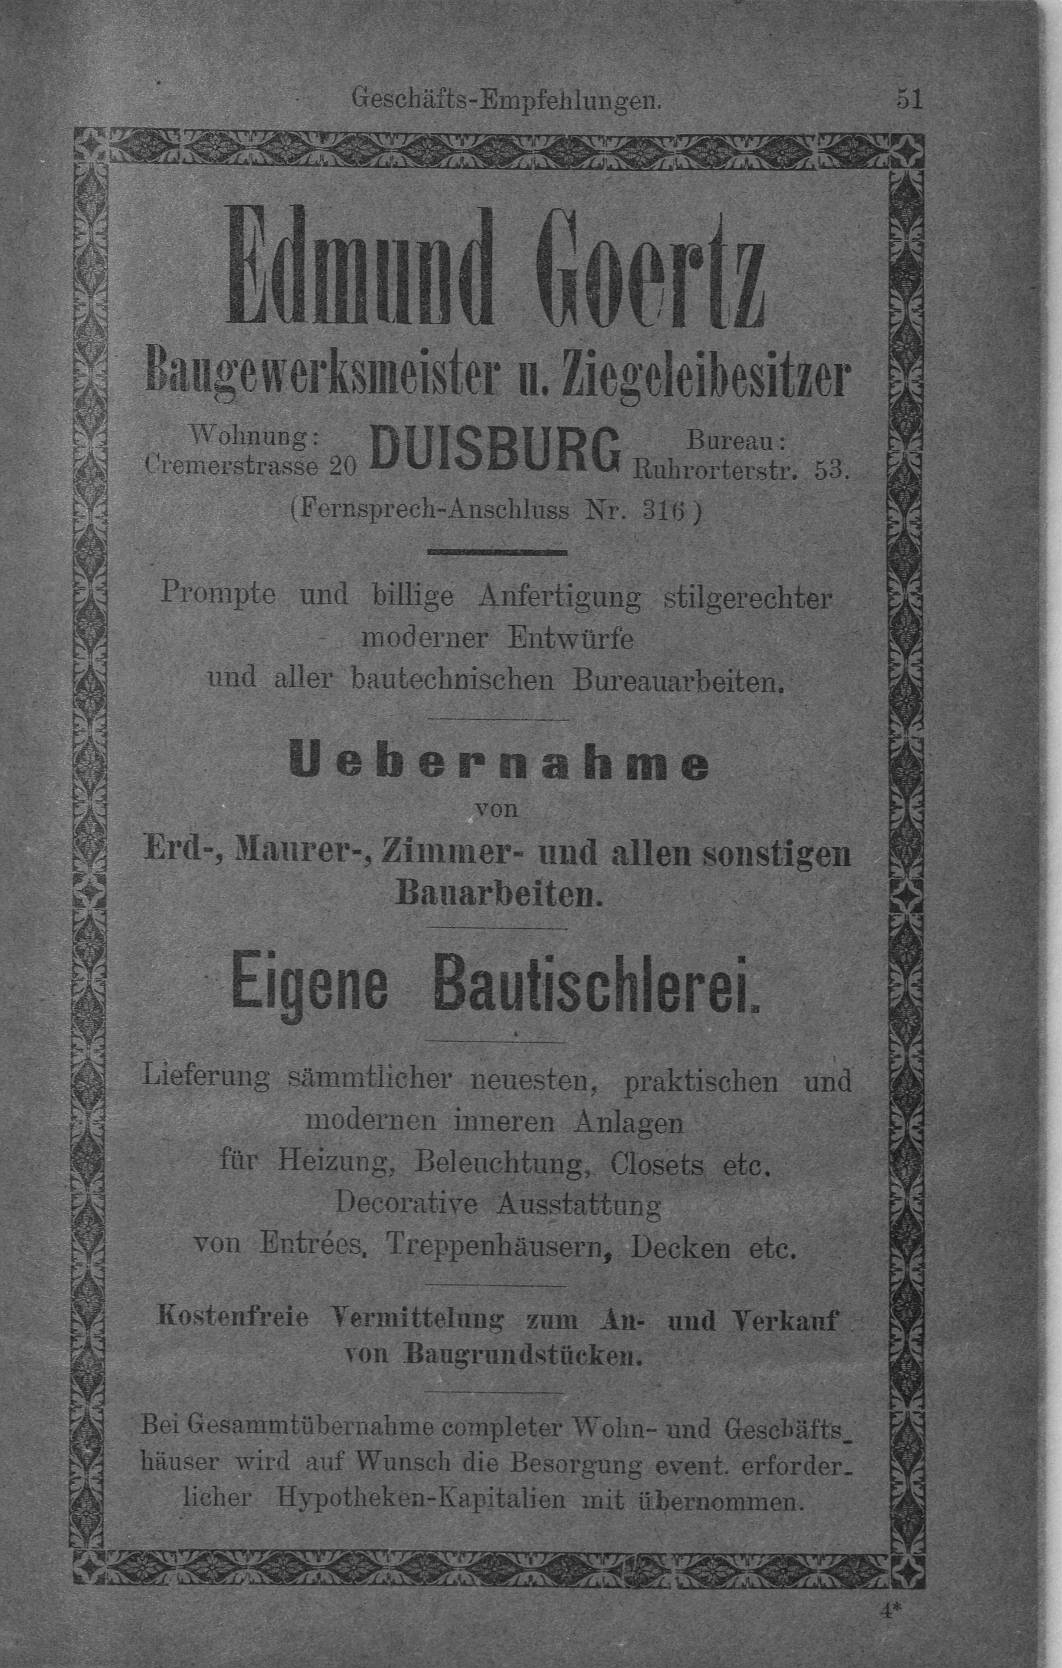 Geschäfts-Empfehlungen. 51
Edmund Goertz
Baugewerksmeister u. Ziegeleibesitzer
Wohnung:
Cremerstrasse 20
DUISBURG
Bureau:
Ruhrorterstr. 53.
(Fernsprech-Anschluss Nr. 316)
Prompte und billige Anfertigung stilgerechter
moderner Entwürfe
und aller bautechnischen Bureauarbeiten.
Uebernahme
von
Erd-, Maurer-, Zimmer- und allen sonstigen
Bauarbeiten.
Eigene Bautischlerei.
Lieferung sämmtlicher neuesten, praktischen und
modernen inneren Anlagen
für Heizung, Beleuchtung, Closets etc.
Decorative Ausstattung
von Entrées, Treppenhäusern, Decken etc.
Kostenfreie Vermittelung zum An- und Verkauf
von Baugrundstücken.
Bei Gesammtübernahme completer Wohn- und Geschäfts-
häuser wird auf Wunsch die Besorgung event. erforder-
licher Hypotheken-Kapitalien mit übernommen.
4*